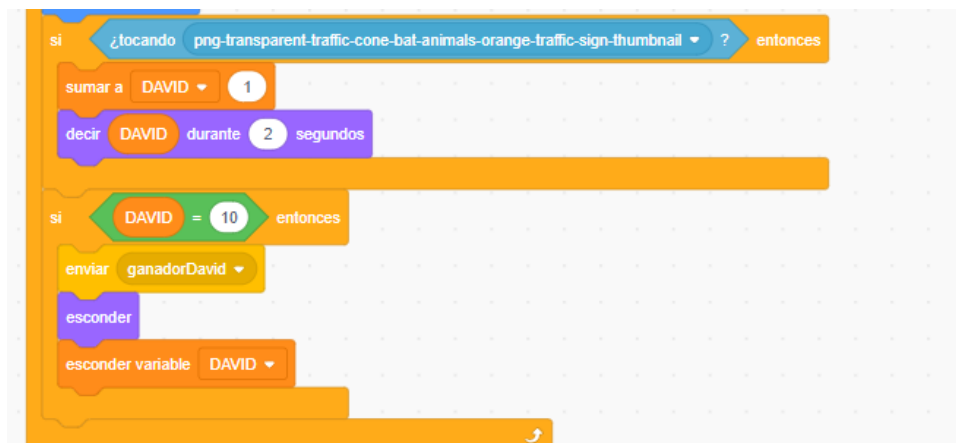 si ¿tocando png-transparent-traffic-cone-bat-animals-orange-traffic-sign-thumbnail ? entonces
sumar a DAVID 1
decir DAVID durante 2 segundos
si DAVID = 10 entonces
enviar ganadorDavid
esconder
esconder variable DAVID